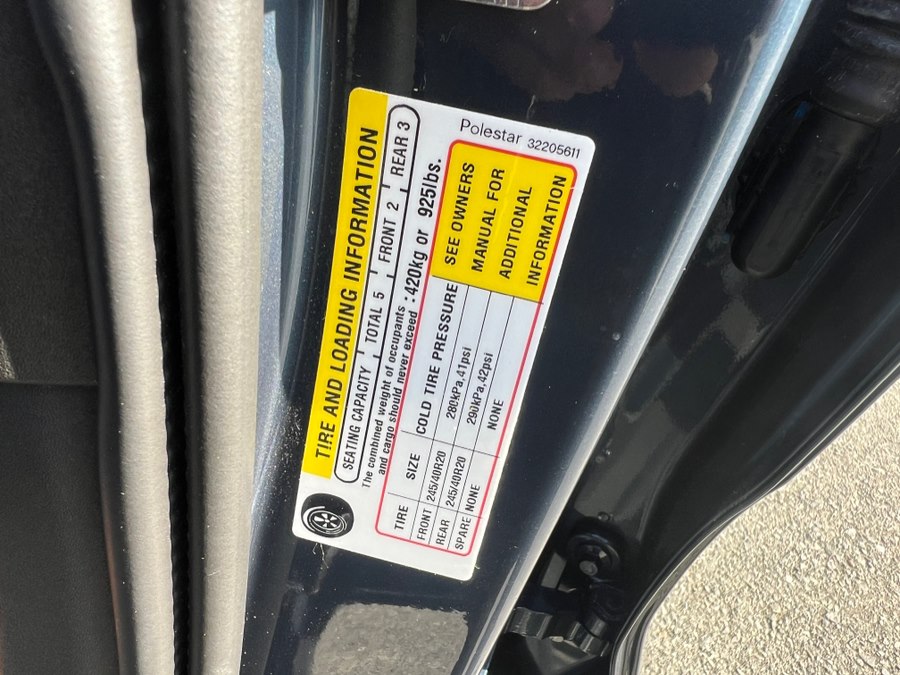 Polestar 32205611
TIRE AND LOADING INFORMATION
SEATING CAPACITY TOTAL 5 FRONT 2 REAR 3
The combined weight of occupants
and cargo should never exceed : 420kg or 925lbs.
TIRE SIZE COLD TIRE PRESSURE
FRONT 245/40R20 280kPa,41psi
REAR 245/40R20 290kPa,42psi
SPARE NONE NONE
SEE OWNERS
MANUAL FOR
ADDITIONAL
INFORMATION